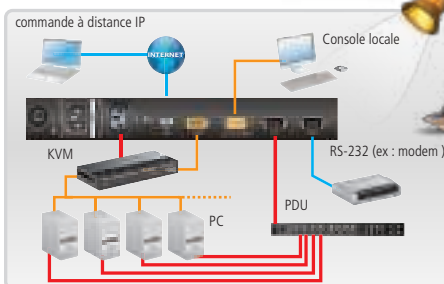 commande à distance IP
INTERNET
Console locale
KVM
RS-232 (ex : modem )
PDU
PC